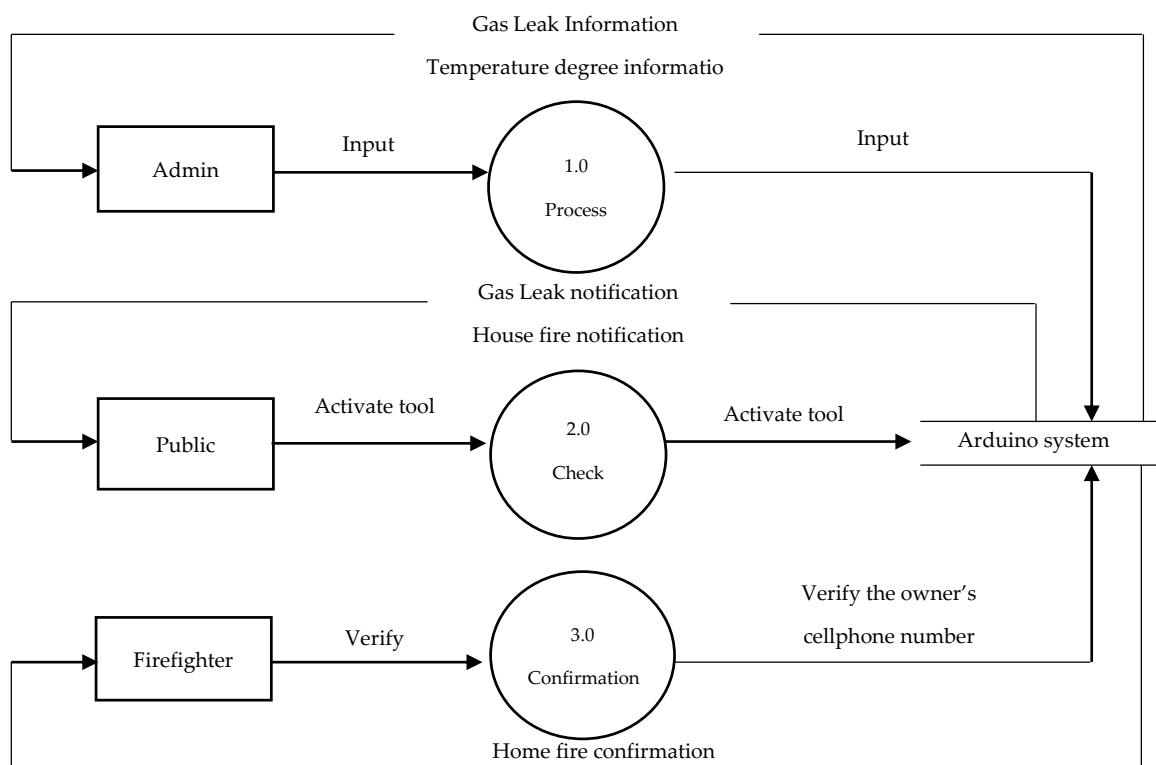 Gas Leak Information
Temperature degree informatio
Admin
Input
1.0
Process
Input
Gas Leak notification
House fire notification
Public
Activate tool
2.0
Check
Activate tool
Arduino system
Firefighter
Verify
3.0
Confirmation
Verify the owner’s
cellphone number
Home fire confirmation